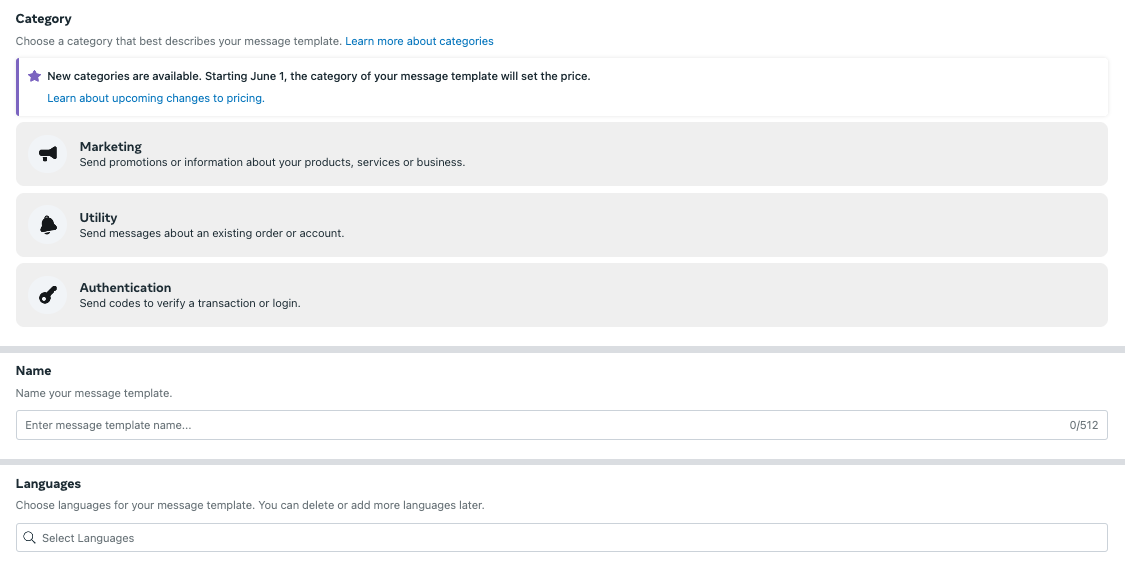 Category
Choose a category that best describes your message template. Learn more about categories
New categories are available. Starting June 1, the category of your message template will set the price.
Learn about upcoming changes to pricing.
Marketing
Send promotions or information about your products, services or business.
Utility
Send messages about an existing order or account.
Authentication
Send codes to verify a transaction or login.
Name
Name your message template.
Enter message template name... 0/512
Languages
Choose languages for your message template. You can delete or add more languages later.
Select Languages